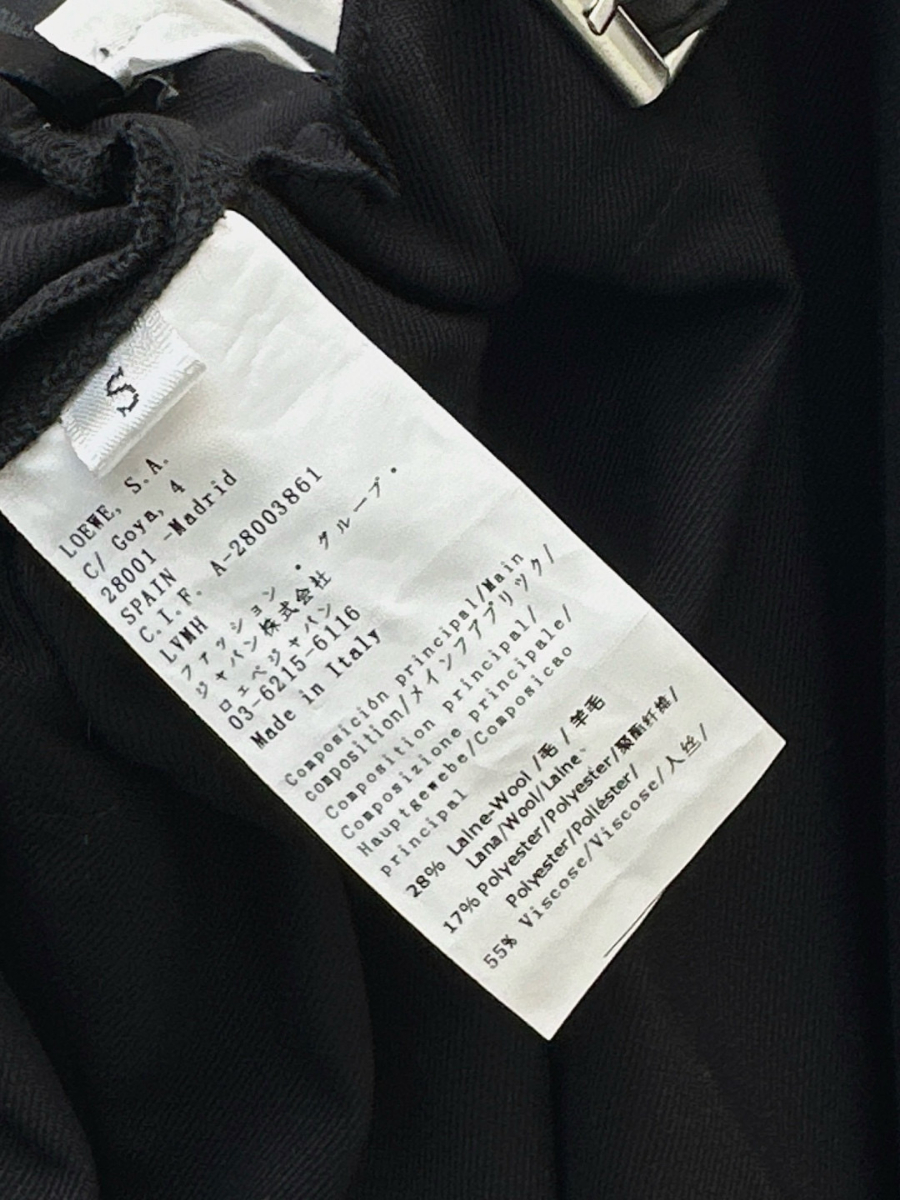 S
LOEWE, S.A.
C/ Goya, 4
28001 -Madrid
SPAIN
C.I.F. A-28003861
LVMH
ファッション・グループ・
ジャパン株式会社
ロエベジャパン
03-6215-6116
Made in Italy
Composición principal/Main
composition/メインファブリック/
Composition principal/
Composizione principale/
Hauptgewebe/Composicao
principal
28% Laine-Wool /毛 / 羊毛
Lana/Wool/Laine
17% Polyester/Polyester/聚酯纤维/
Polyester/Poliéster/
55% Viscose/Viscose/人丝/